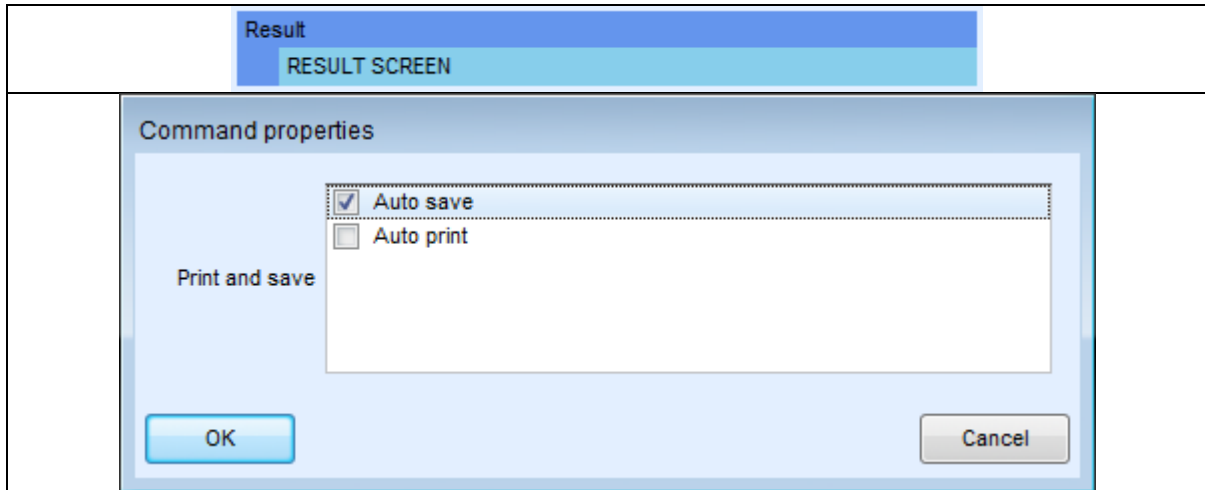 Result
RESULT SCREEN
Command properties
Auto save
Auto print
Print and save
OK
Cancel